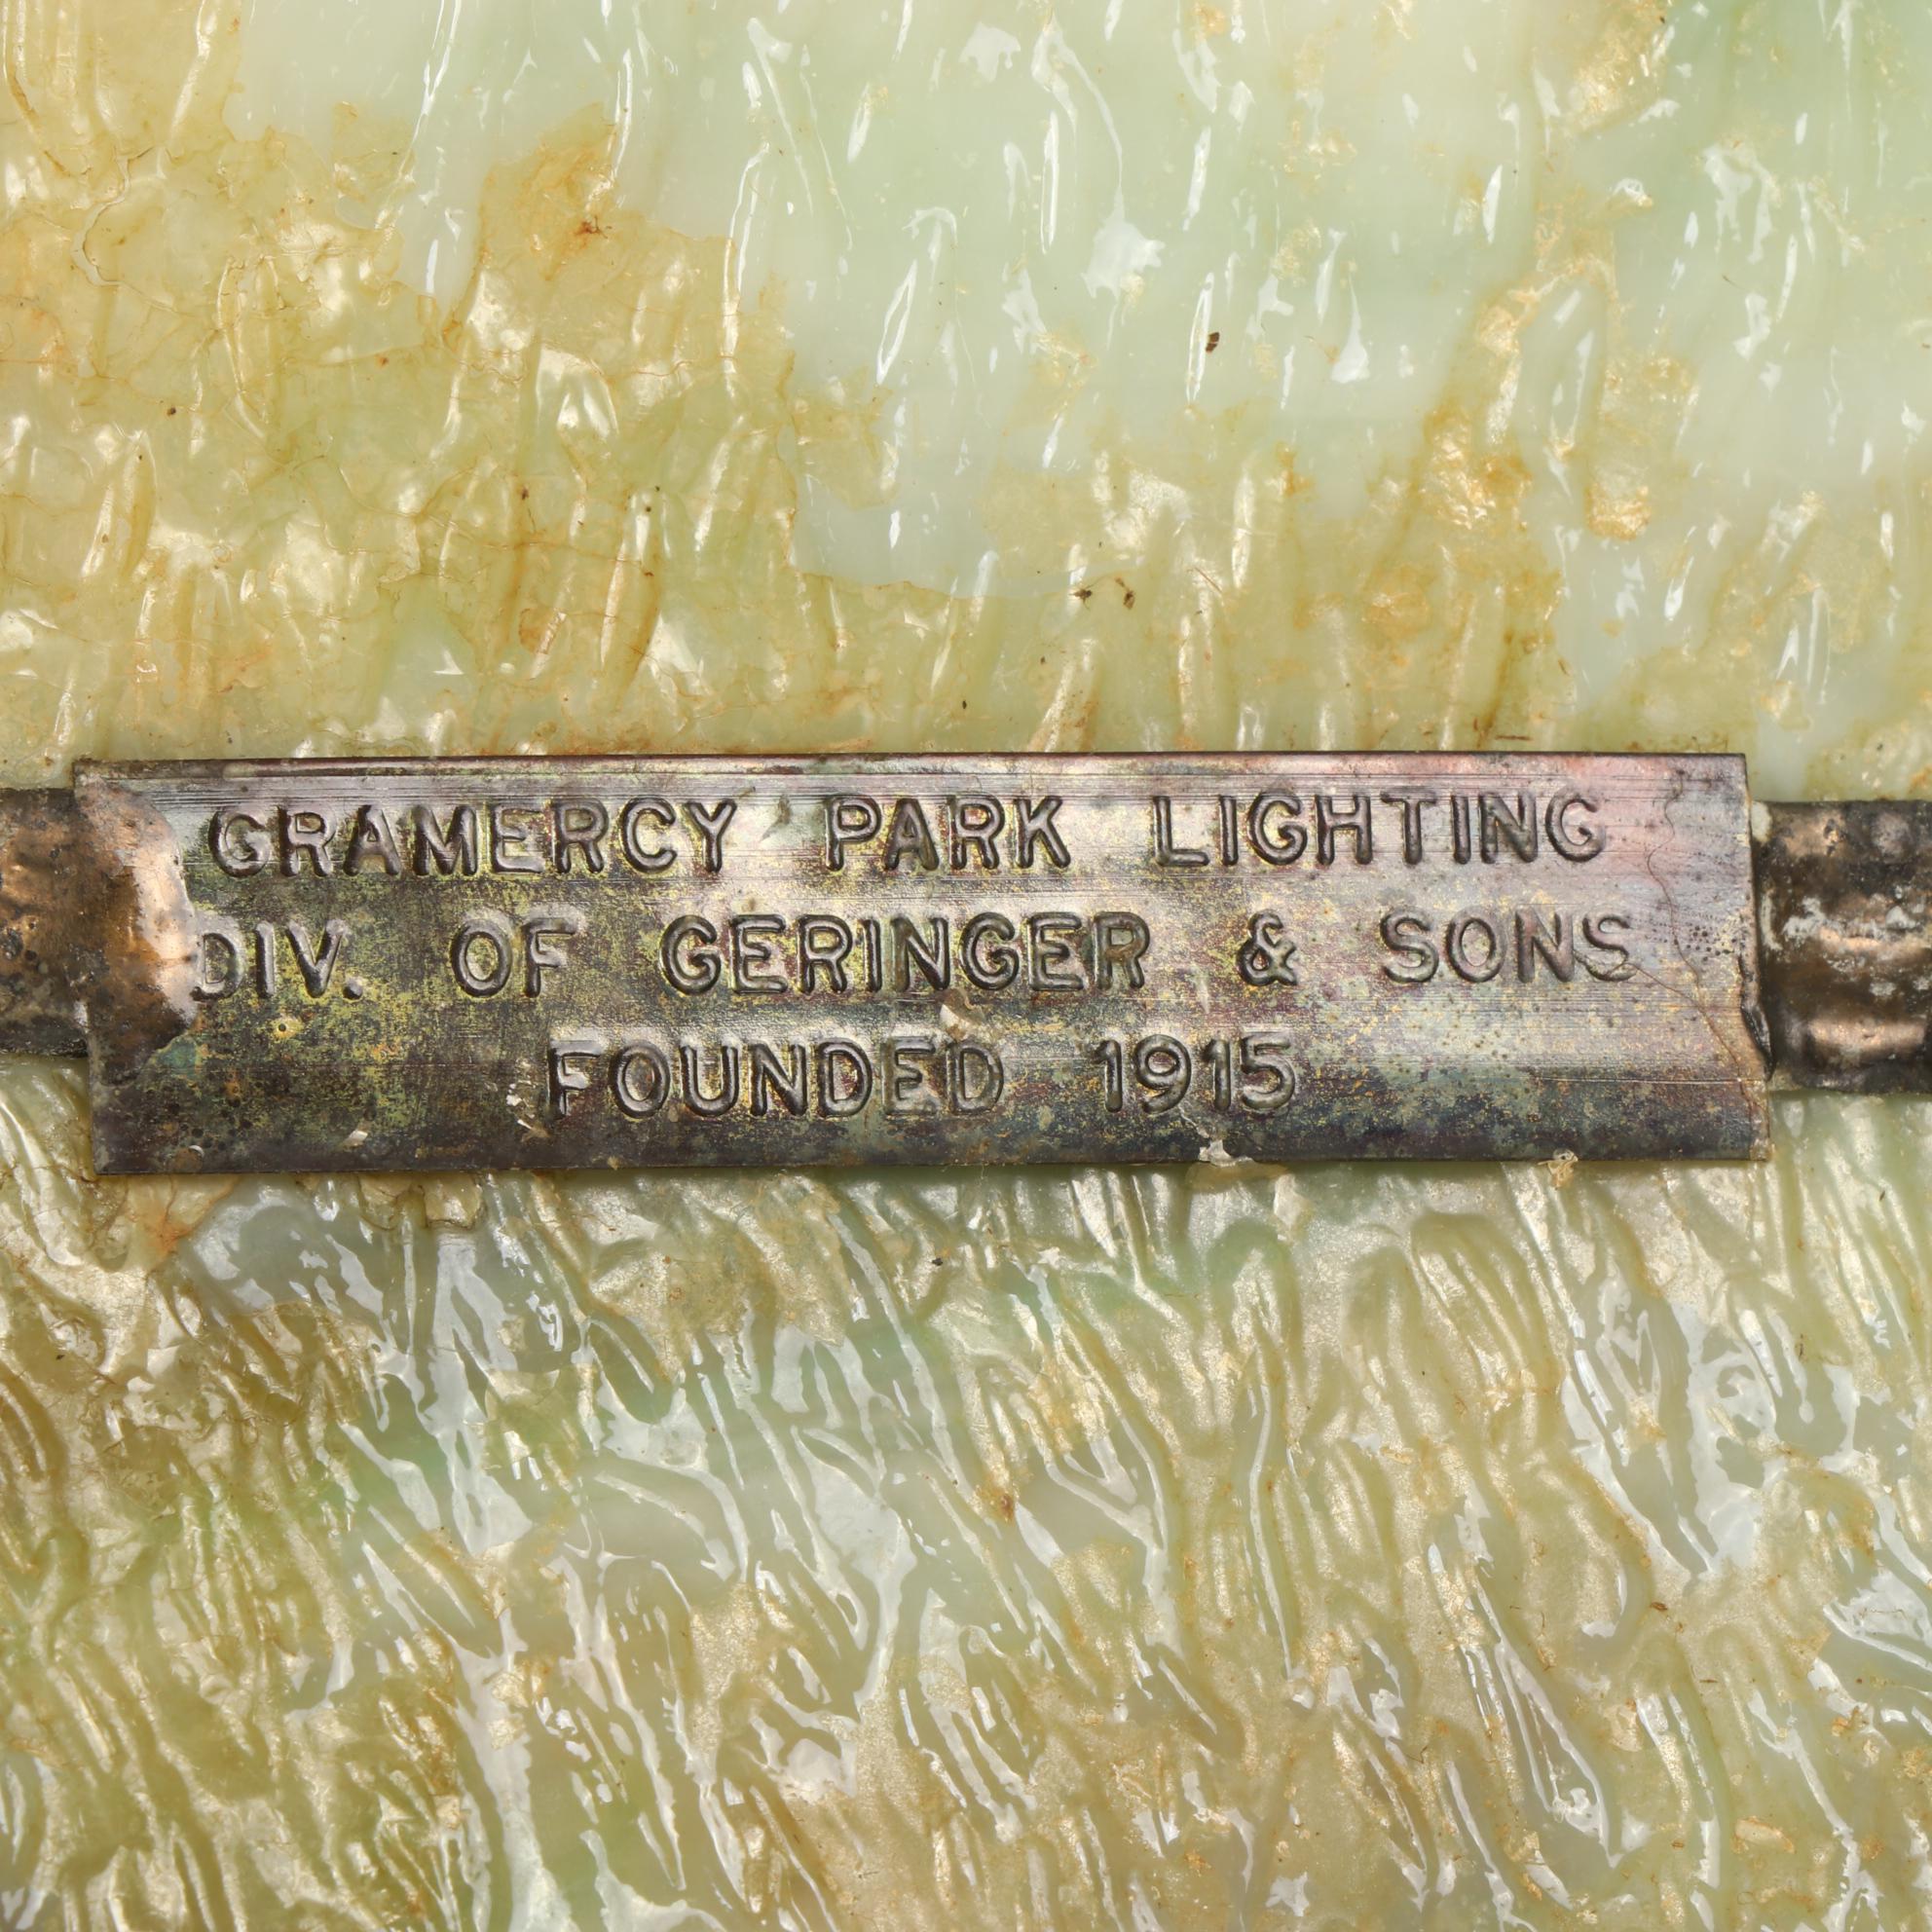 GRAMERCY PARK LIGHTING
DIV. OF GERINGER & SONS
FOUNDED 1915